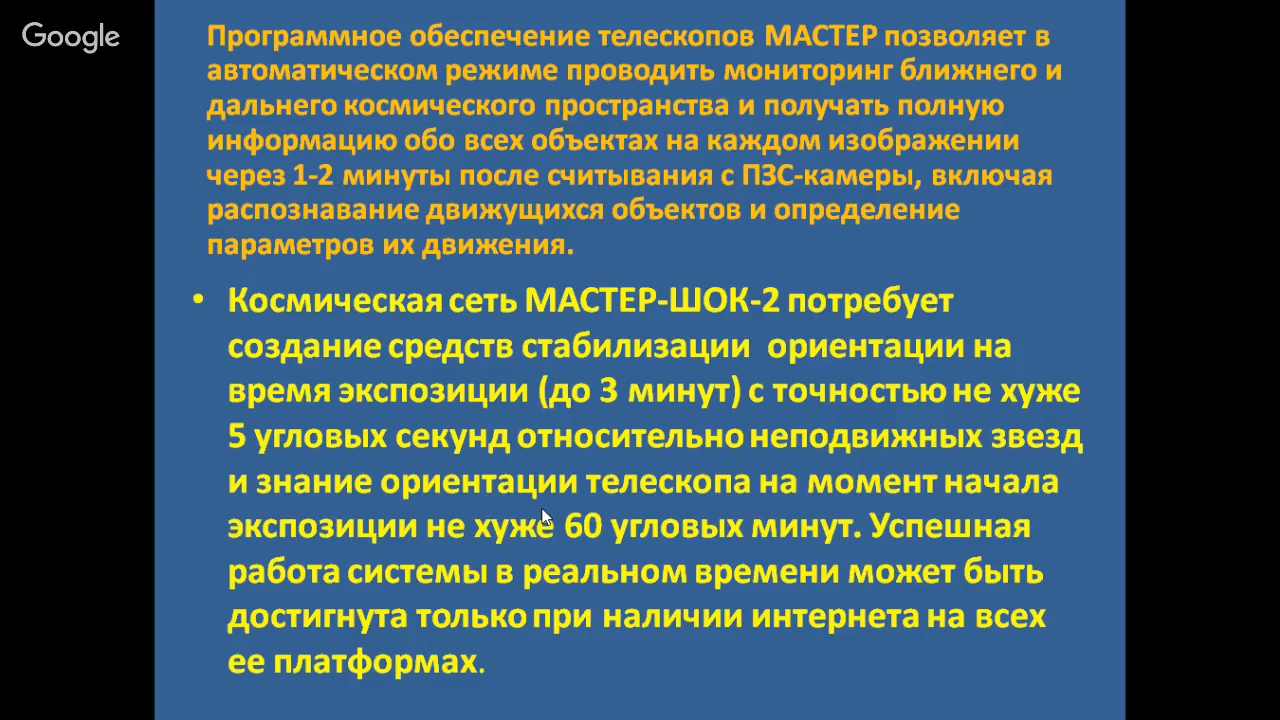 Google
Программное обеспечение телескопов МАСТЕР позволяет в
автоматическом режиме проводить мониторинг ближнего и
дальнего космического пространства и получать полную
информацию обо всех объектах на каждом изображении
через 1-2 минуты после считывания с ПЗС-камеры, включая
распознавание движущихся объектов и определение
параметров их движения.
• Космическая сеть МАСТЕР-ШОК-2 потребует
создание средств стабилизации ориентации на
время экспозиции (до 3 минут) с точностью не хуже
5 угловых секунд относительно неподвижных звезд
и знание ориентации телескопа на момент начала
экспозиции не хуже 60 угловых минут. Успешная
работа системы в реальном времени может быть
достигнута только при наличии интернета на всех
ее платформах.